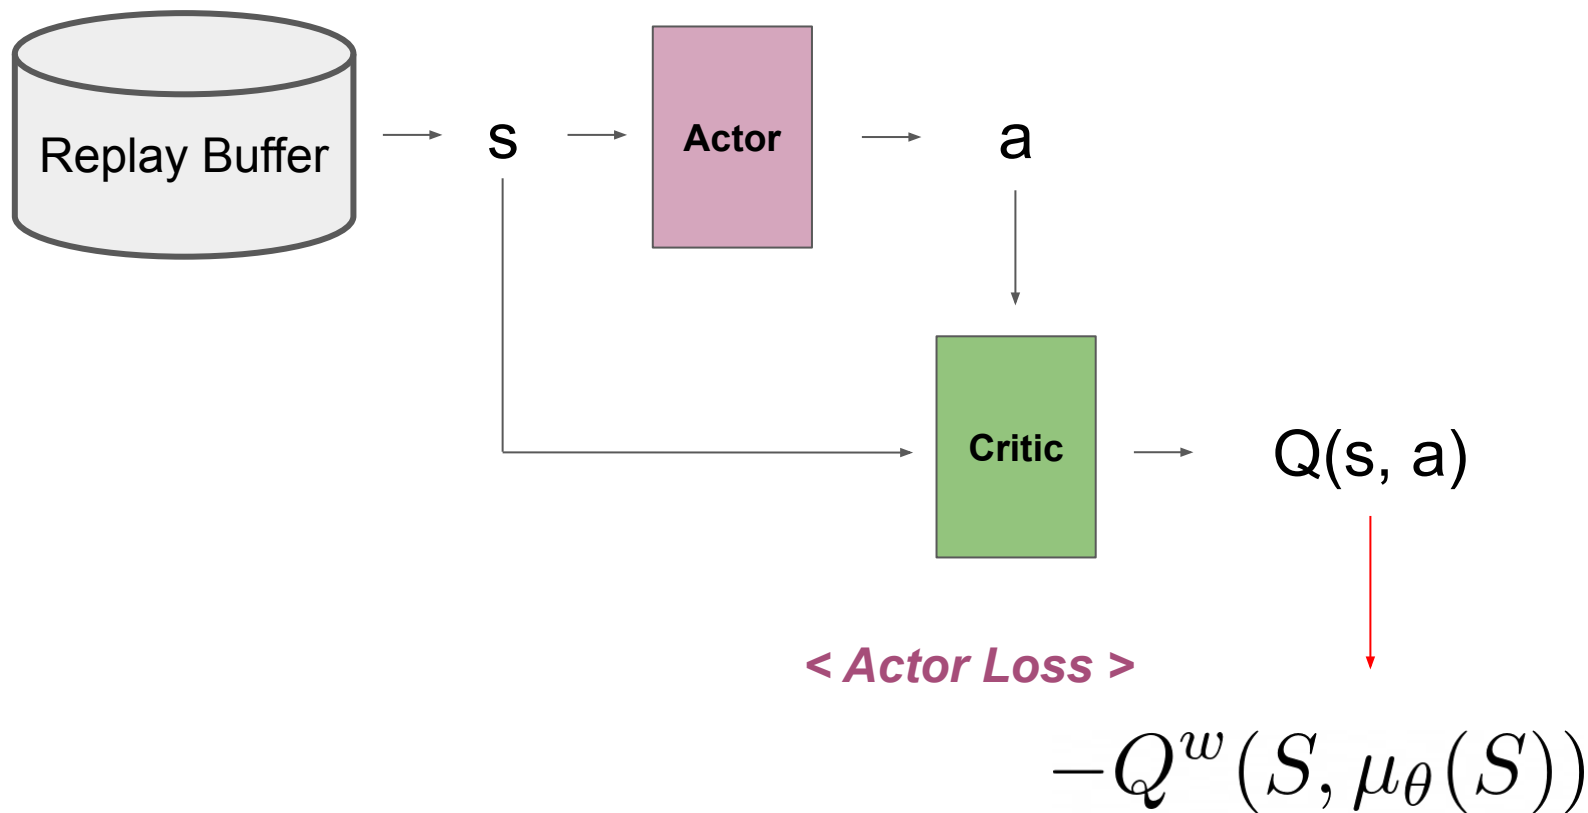 Replay Buffer
s
Actor
a
Critic
Q(s, a)
< Actor Loss >
−Q^w(S, μ_θ(S))